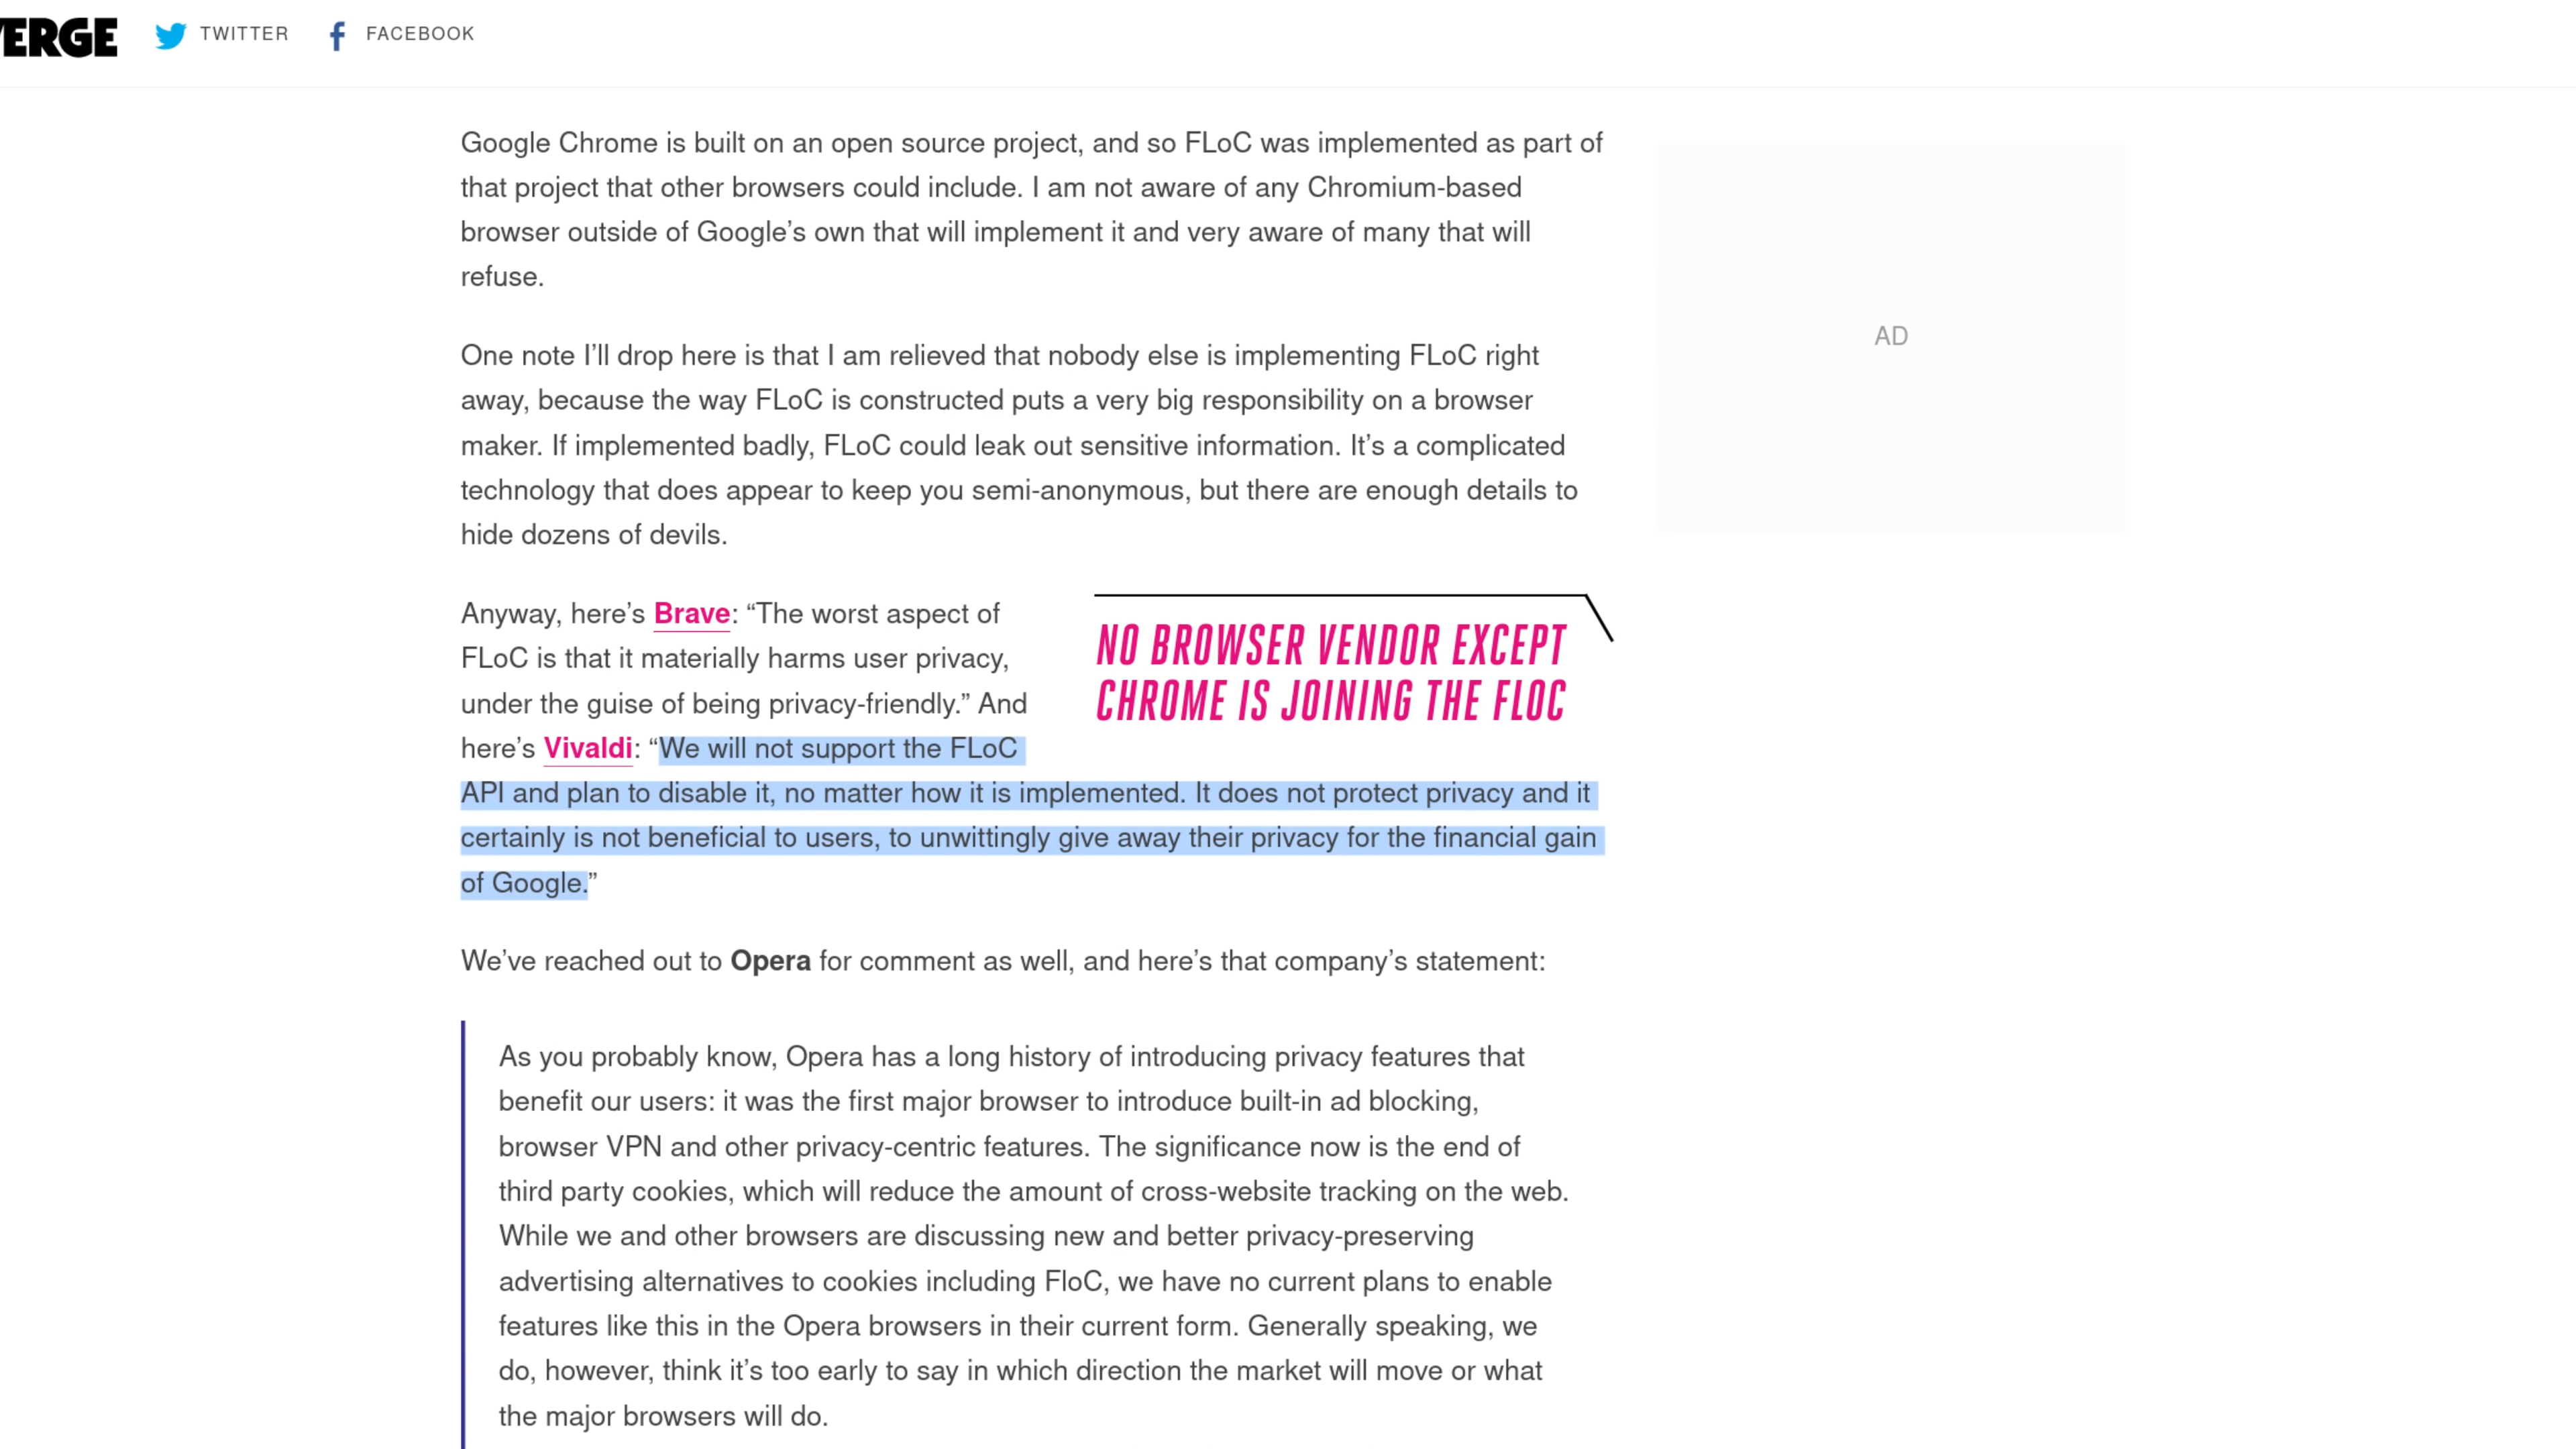 VERGE TWITTER FACEBOOK
Google Chrome is built on an open source project, and so FLoC was implemented as part of
that project that other browsers could include. I am not aware of any Chromium-based
browser outside of Google’s own that will implement it and very aware of many that will
refuse.
One note I’ll drop here is that I am relieved that nobody else is implementing FLoC right
away, because the way FLoC is constructed puts a very big responsibility on a browser
maker. If implemented badly, FLoC could leak out sensitive information. It’s a complicated
technology that does appear to keep you semi-anonymous, but there are enough details to
hide dozens of devils.
Anyway, here’s Brave: “The worst aspect of
FLoC is that it materially harms user privacy,
under the guise of being privacy-friendly.” And
here’s Vivaldi: “We will not support the FLoC
API and plan to disable it, no matter how it is implemented. It does not protect privacy and it
certainly is not beneficial to users, to unwittingly give away their privacy for the financial gain
of Google.”
NO BROWSER VENDOR EXCEPT
CHROME IS JOINING THE FLOC
We’ve reached out to Opera for comment as well, and here’s that company’s statement:
As you probably know, Opera has a long history of introducing privacy features that
benefit our users: it was the first major browser to introduce built-in ad blocking,
browser VPN and other privacy-centric features. The significance now is the end of
third party cookies, which will reduce the amount of cross-website tracking on the web.
While we and other browsers are discussing new and better privacy-preserving
advertising alternatives to cookies including FloC, we have no current plans to enable
features like this in the Opera browsers in their current form. Generally speaking, we
do, however, think it’s too early to say in which direction the market will move or what
the major browsers will do.
AD